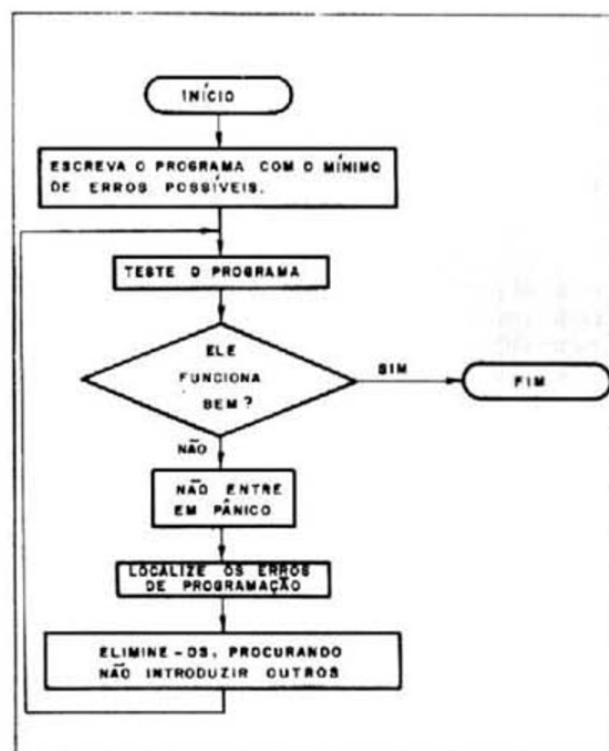 INÍCIO
ESCREVA O PROGRAMA COM O MÍNIMO
DE ERROS POSSÍVEIS.
TESTE O PROGRAMA
ELE
FUNCIONA
BEM?
SIM
FIM
NÃO
NÃO ENTRE
EM PÂNICO
LOCALIZE OS ERROS
DE PROGRAMAÇÃO
ELIMINE-OS, PROCURANDO
NÃO INTRODUZIR OUTROS